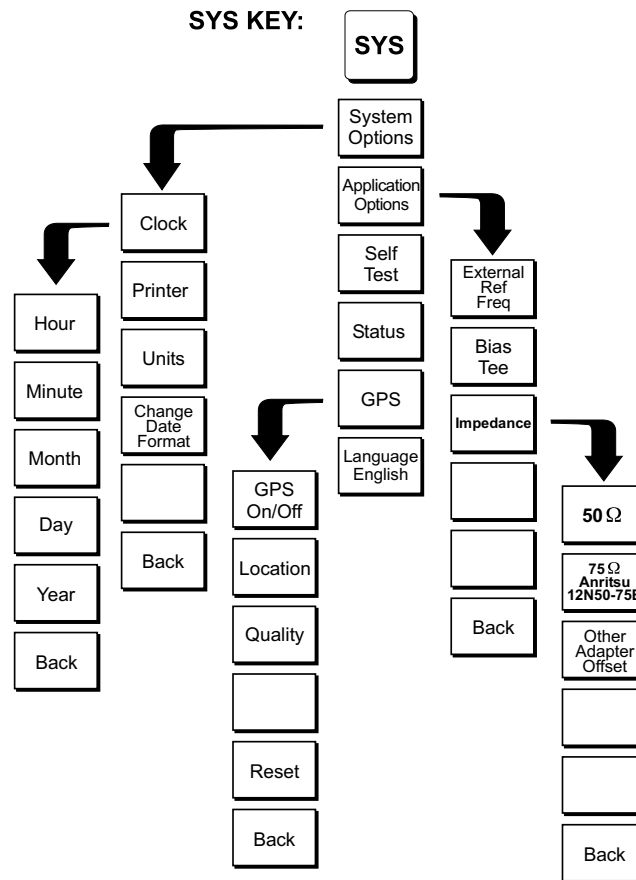 SYS KEY:
SYS
System
Options
Application
Options
Self
Test
Status
GPS
Language
English
Clock
Printer
Units
Change
Date
Format
Back
Hour
Minute
Month
Day
Year
Back
GPS
On/Off
Location
Quality
Reset
Back
External
Ref
Freq
Bias
Tee
Impedance
Back
50 Ω
75 Ω
Anritsu
12N50-75B
Other
Adapter
Offset
Back